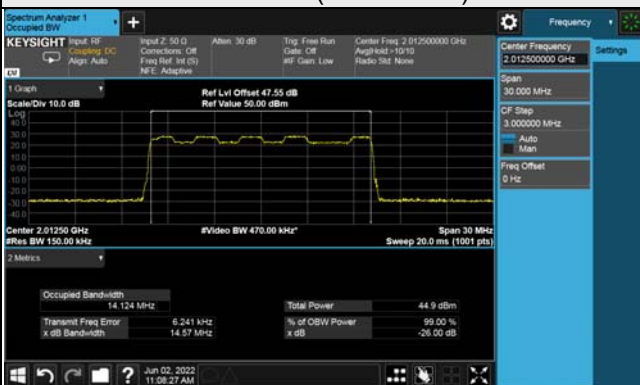 Spectrum Analyzer 1
Occupied BW
Frequency
KEYSIGHT
Input: RF
Coupling: DC
Align: Auto
Input Z: 50 Ω
Corrections: Off
Freq Ref: Int (S)
NFE: Adaptive
Atten: 30 dB
Trig: Free Run
Gate: Off
#IF Gain: Low
Center Freq: 2.012500000 GHz
Avg|Hold:>10/10
Radio Std: None
Center Frequency
2.012500000 GHz
Settings
Span
30.000 MHz
CF Step
3.000000 MHz
Auto
Man
Freq Offset
0 Hz
1 Graph
Scale/Div 10.0 dB
Ref Lvl Offset 47.55 dB
Ref Value 50.00 dBm
Log
40.0
30.0
20.0
10.0
0.00
-10.0
-20.0
-30.0
-40.0
Center 2.01250 GHz
#Res BW 150.00 kHz
#Video BW 470.00 kHz*
Span 30 MHz
Sweep 20.0 ms (1001 pts)
2 Metrics
Occupied Bandwidth
14.124 MHz
Total Power 44.9 dBm
Transmit Freq Error 6.241 kHz
% of OBW Power 99.00 %
x dB Bandwidth 14.57 MHz
x dB -26.00 dB
?
Jun 02, 2022
11:08:27 AM